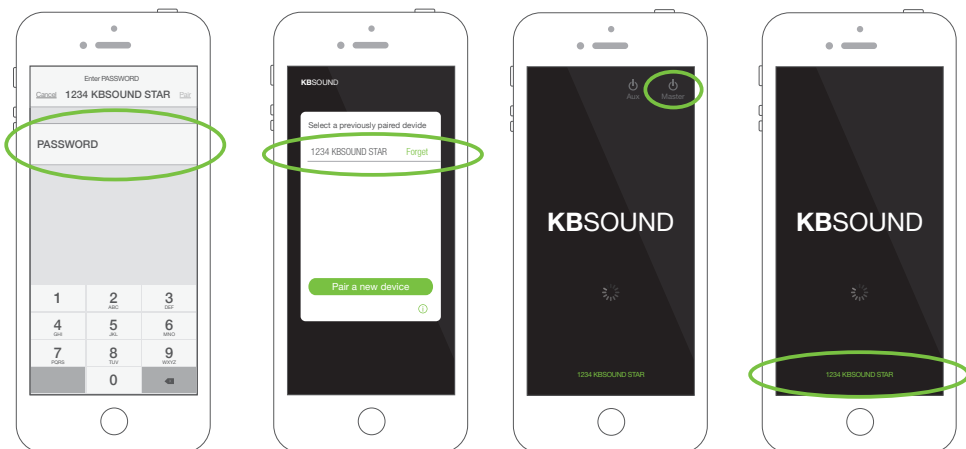 Enter PASSWORD
Cancel 1234 KBSOUND STAR Pair
PASSWORD
1 2 3
ABC DEF
4 5 6
GHI JKL MNO
7 8 9
PQRS TUV WXYZ
0
KBSOUND
Select a previously paired devide
1234 KBSOUND STAR Forget
Pair a new device
i
Aux Master
KBSOUND
1234 KBSOUND STAR
KBSOUND
1234 KBSOUND STAR